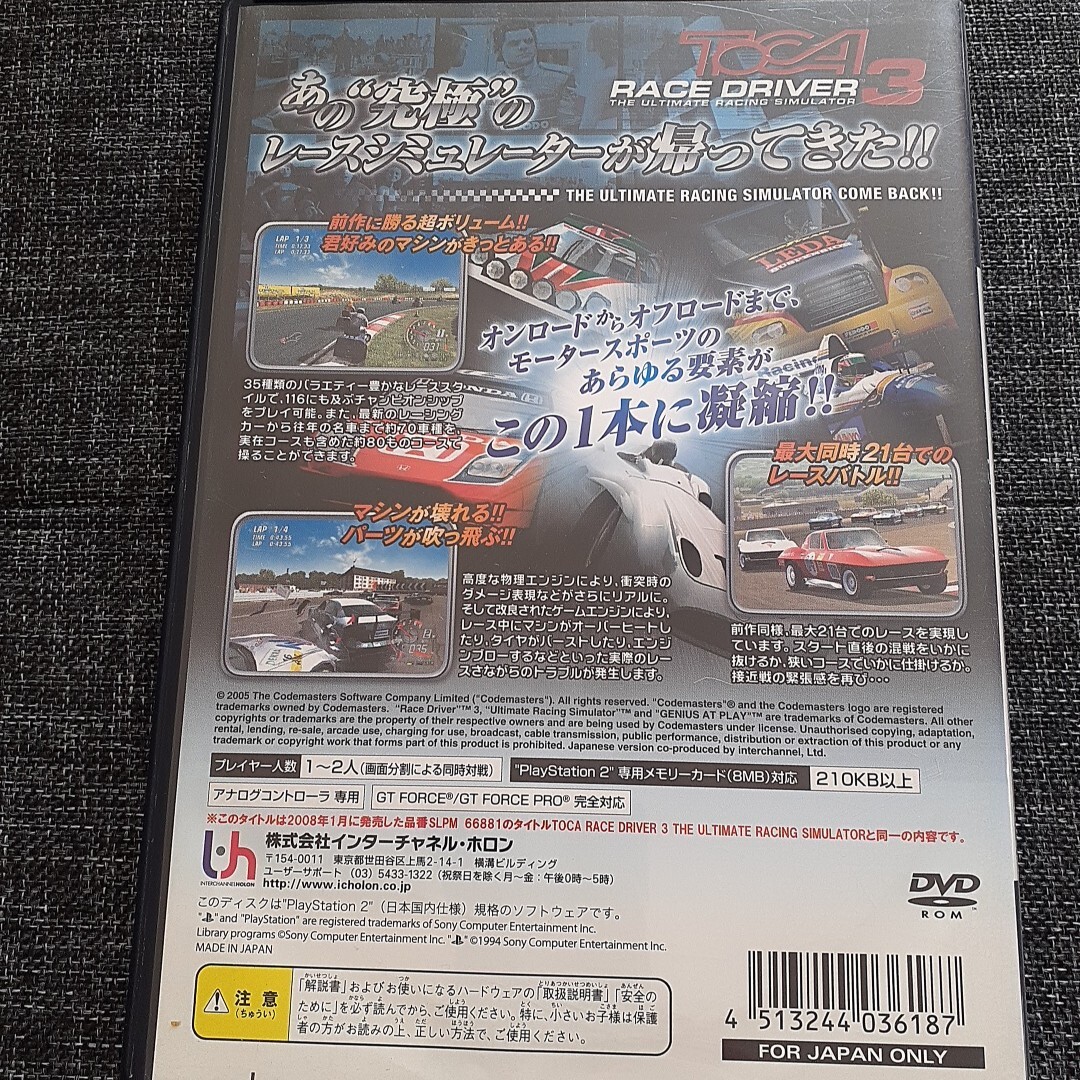 TOCA
RACE DRIVER 3
THE ULTIMATE RACING SIMULATOR
あの“究極”の
レースシミュレーターが帰ってきた!!
THE ULTIMATE RACING SIMULATOR COME BACK!!
前作に勝る超ボリューム!!
君好みのマシンがきっとある!!
LAP 1/3
TIME 0:17.33
LAP 0:17.33
LEIDA
オンロードからオフロードまで、
モータースポーツの
あらゆる要素が
この1本に凝縮!!
35種類のバラエティー豊かなレーススタ
イルで、116にも及ぶチャンピオンシップ
をプレイ可能。また、最新のレーシング
カーから往年の名車まで約70車種を、
実在コースも含めた約80ものコースで
操ることができます。
最大同時21台での
レースバトル!!
マシンが壊れる!!
パーツが吹っ飛ぶ!!
LAP 1/4
TIME 0:43.55
LAP 0:43.55
高度な物理エンジンにより、衝突時の
ダメージ表現などがさらにリアルに。
そして改良されたゲームエンジンにより、
レース中にマシンがオーバーヒートし
たり、タイヤがバーストしたり、エンジ
ンブローするなどといった実際のレー
スさながらのトラブルが発生します。
前作同様、最大21台でのレースを実現し
ています。スタート直後の混戦をいかに
抜けるか、狭いコースでいかに仕掛けるか。
接近戦の緊張感を再び・・・
© 2005 The Codemasters Software Company Limited ("Codemasters"). All rights reserved. "Codemasters"® and the Codemasters logo are registered
trademarks owned by Codemasters. "Race Driver"™ 3, "Ultimate Racing Simulator"™ and "GENIUS AT PLAY"™ are trademarks of Codemasters. All other
copyrights or trademarks are the property of their respective owners and are being used by Codemasters under license. Unauthorised copying, adaptation,
rental, lending, re-sale, arcade use, charging for use, broadcast, cable transmission, public performance, distribution or extraction of this product or any
trademark or copyright work that forms part of this product is prohibited. Japanese version co-produced by interchannel, Ltd.
プレイヤー人数 1~2人(画面分割による同時対戦) "PlayStation 2"専用メモリーカード(8MB)対応 210KB以上
アナログコントローラ 専用 GT FORCE®/GT FORCE PRO® 完全対応
※このタイトルは2008年1月に発売した品番SLPM 66881のタイトルTOCA RACE DRIVER 3 THE ULTIMATE RACING SIMULATORと同一の内容です。
INTERCHANNELHOLON
株式会社インターチャネル・ホロン
〒154-0011 東京都世田谷区上馬2-14-1 横溝ビルディング
ユーザーサポート (03) 5433-1322 (祝祭日を除く月~金:午後0時~5時)
http://www.icholon.co.jp
DVD
ROM
このディスクは"PlayStation 2"(日本国内仕様)規格のソフトウェアです。
" " and "PlayStation" are registered trademarks of Sony Computer Entertainment Inc.
Library programs ©Sony Computer Entertainment Inc. " " ©1994 Sony Computer Entertainment Inc.
MADE IN JAPAN
注意
(ちゅうい)
「解説書」およびお使いになるハードウェアの「取扱説明書」「安全の
ために」を必ず読んでから、ご使用ください。特に、小さいお子様は保護
者の方がお読みの上、正しい方法で、ご使用ください。
4 513244 036187
FOR JAPAN ONLY